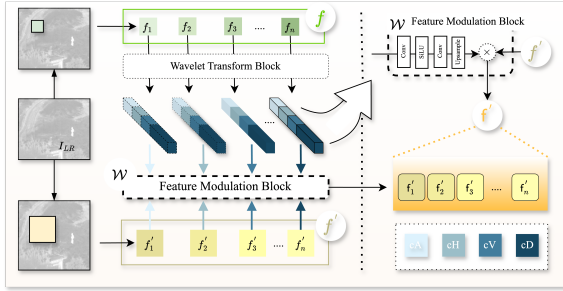 f₁ f₂ f₃ .... fₙ
f
Wavelet Transform Block
....
I_LR
𝒲
Feature Modulation Block
f′
f′₁ f′₂ f′₃ .... f′ₙ
𝒲 Feature Modulation Block
Conv
SiLU
Conv
Upsample
×
f′
f′
f′₁ f′₂ f′₃ .... f′ₙ
cA cH cV cD